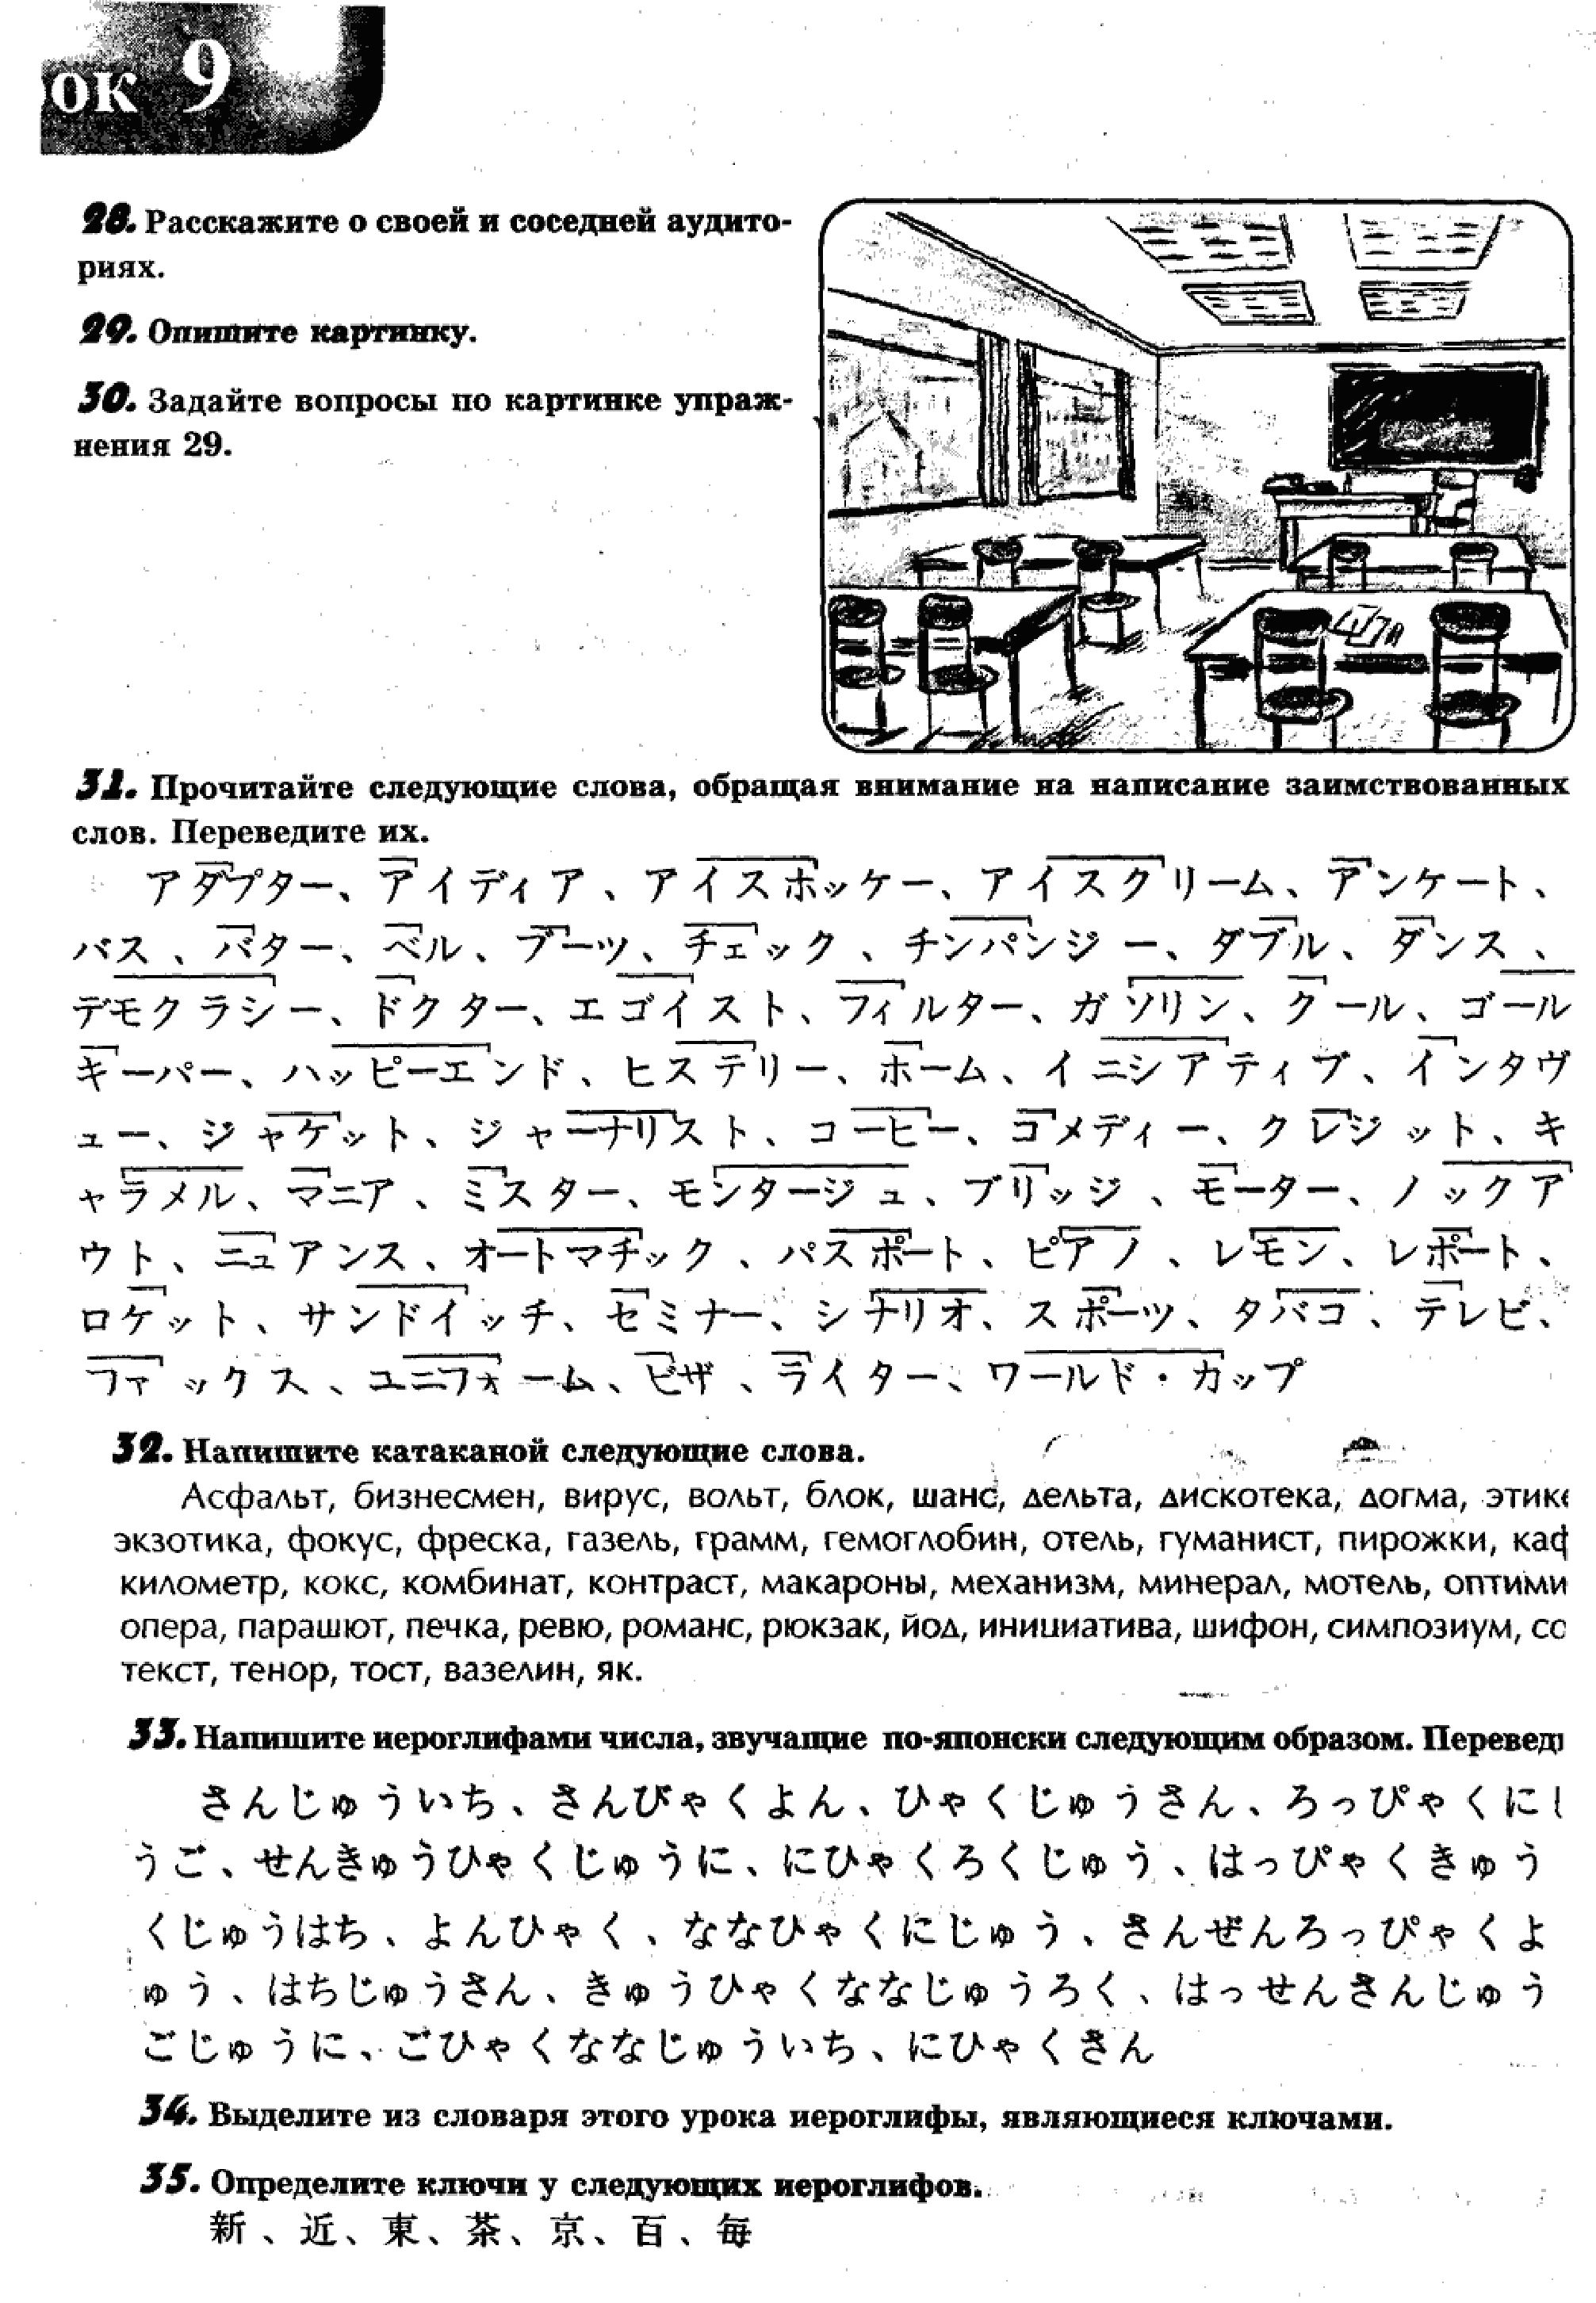 ок 9
28. Расскажите о своей и соседней аудито-
риях.
29. Опишите картинку.
30. Задайте вопросы по картинке упраж-
нения 29.
31. Прочитайте следующие слова, обращая внимание на написание заимствованных
слов. Переведите их.
アダプター、アイディア、アイスホッケー、アイスクリーム、アンケート、
バス、バター、ベル、ブーツ、チェック、チンパンジー、ダブル、ダンス、
デモクラシー、ドクター、エゴイスト、フィルター、ガソリン、クール、ゴール
キーパー、ハッピーエンド、ヒステリー、ホーム、イニシアティブ、インタヴ
ュー、ジャケット、ジャーナリスト、コーヒー、コメディー、クレジット、キ
ャラメル、マニア、ミスター、モンタージュ、ブリッジ、モーター、ノックア
ウト、ニュアンス、オートマチック、パスポート、ピアノ、レモン、レポート、
ロケット、サンドイッチ、セミナー、シナリオ、スポーツ、タバコ、テレビ、
ファックス、ユニフォーム、ビザ、ライター、ワールド・カップ
32. Напишите катаканой следующие слова.
Асфальт, бизнесмен, вирус, вольт, блок, шанс, дельта, дискотека, догма, этик
экзотика, фокус, фреска, газель, грамм, гемоглобин, отель, гуманист, пирожки, каф
километр, кокс, комбинат, контраст, макароны, механизм, минерал, мотель, оптими
опера, парашют, печка, ревю, романс, рюкзак, йод, инициатива, шифон, симпозиум, со
текст, тенор, тост, вазелин, як.
33. Напишите иероглифами числа, звучащие по-японски следующим образом. Перевед
さんじゅういち、さんびゃくよん、ひゃくじゅうさん、ろっぴゃくにじ
うご、せんきゅうひゃくじゅうに、にひゃくろくじゅう、はっぴゃくきゅう
くじゅうはち、よんひゃく、ななひゃくにじゅう、さんぜんろっぴゃくよ
ゅう、はちじゅうさん、きゅうひゃくななじゅうろく、はっせんさんじゅう
ごじゅうに、ごひゃくななじゅういち、にひゃくさん
34. Выделите из словаря этого урока иероглифы, являющиеся ключами.
35. Определите ключи у следующих иероглифов.
新、近、東、茶、京、百、毎